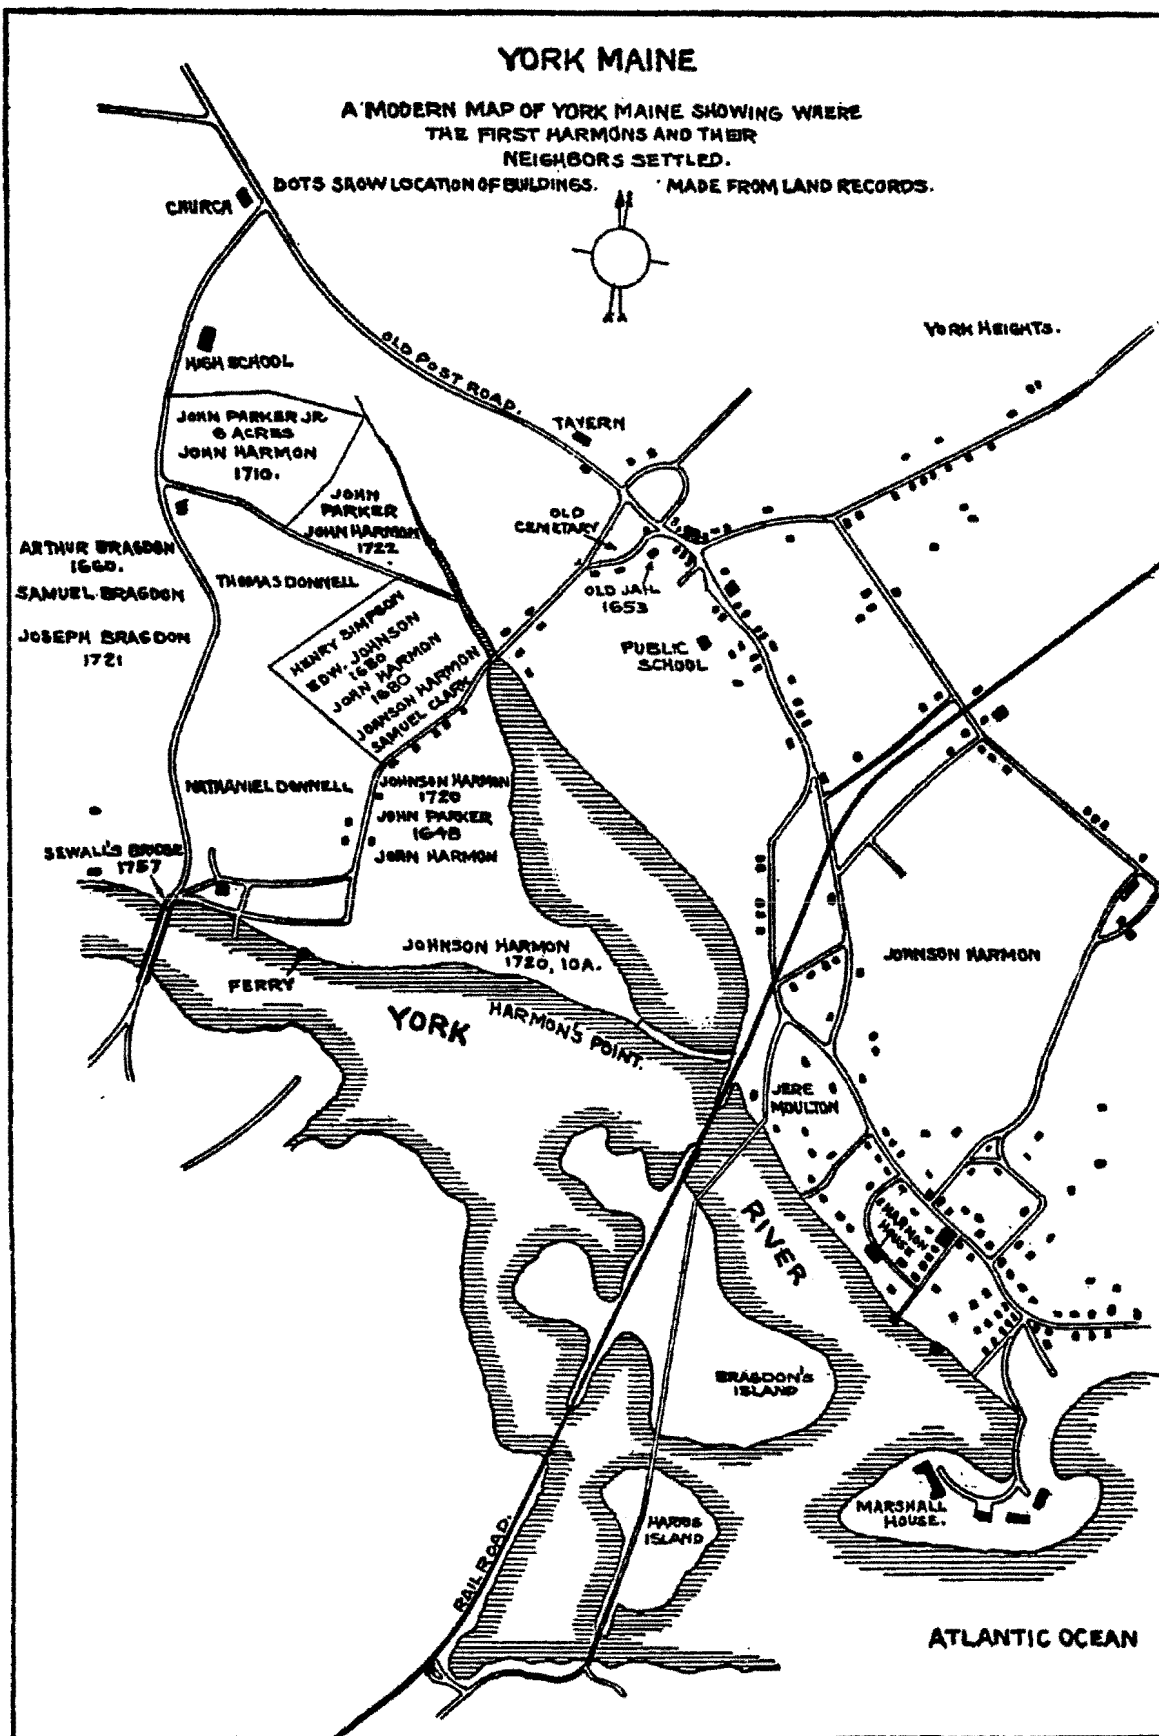 YORK MAINE
A MODERN MAP OF YORK MAINE SHOWING WHERE
THE FIRST HARMONS AND THEIR
NEIGHBORS SETTLED.
DOTS SHOW LOCATION OF BUILDINGS. MADE FROM LAND RECORDS.
CHURCH
YORK HEIGHTS.
HIGH SCHOOL
OLD POST ROAD.
JOHN PARKER JR.
6 ACRES
JOHN HARMON
1710.
TAVERN
JOHN
PARKER
JOHN HARMON
1722
OLD
CEMETARY
ARTHUR BRAGDON
1660.
SAMUEL BRAGDON
JOSEPH BRAGDON
1721
THOMAS DONNELL
OLD JAIL
1653
HENRY SIMPSON
EDW. JOHNSON
1650
JOHN HARMON
1680
JOHNSON HARMON
SAMUEL CLARK
PUBLIC
SCHOOL
NATHANIEL DONNELL
JOHNSON HARMON
1720
JOHN PARKER
1648
JOHN HARMON
SEWALL'S BRIDGE
1757
JOHNSON HARMON
1720, 10A.
JOHNSON HARMON
FERRY
YORK
HARMON'S POINT.
JERE
MOULTON
RIVER
HARMON
HOUSE
BRAGDON'S
ISLAND
MARSHALL
HOUSE.
HARRIS
ISLAND
RAILROAD.
ATLANTIC OCEAN